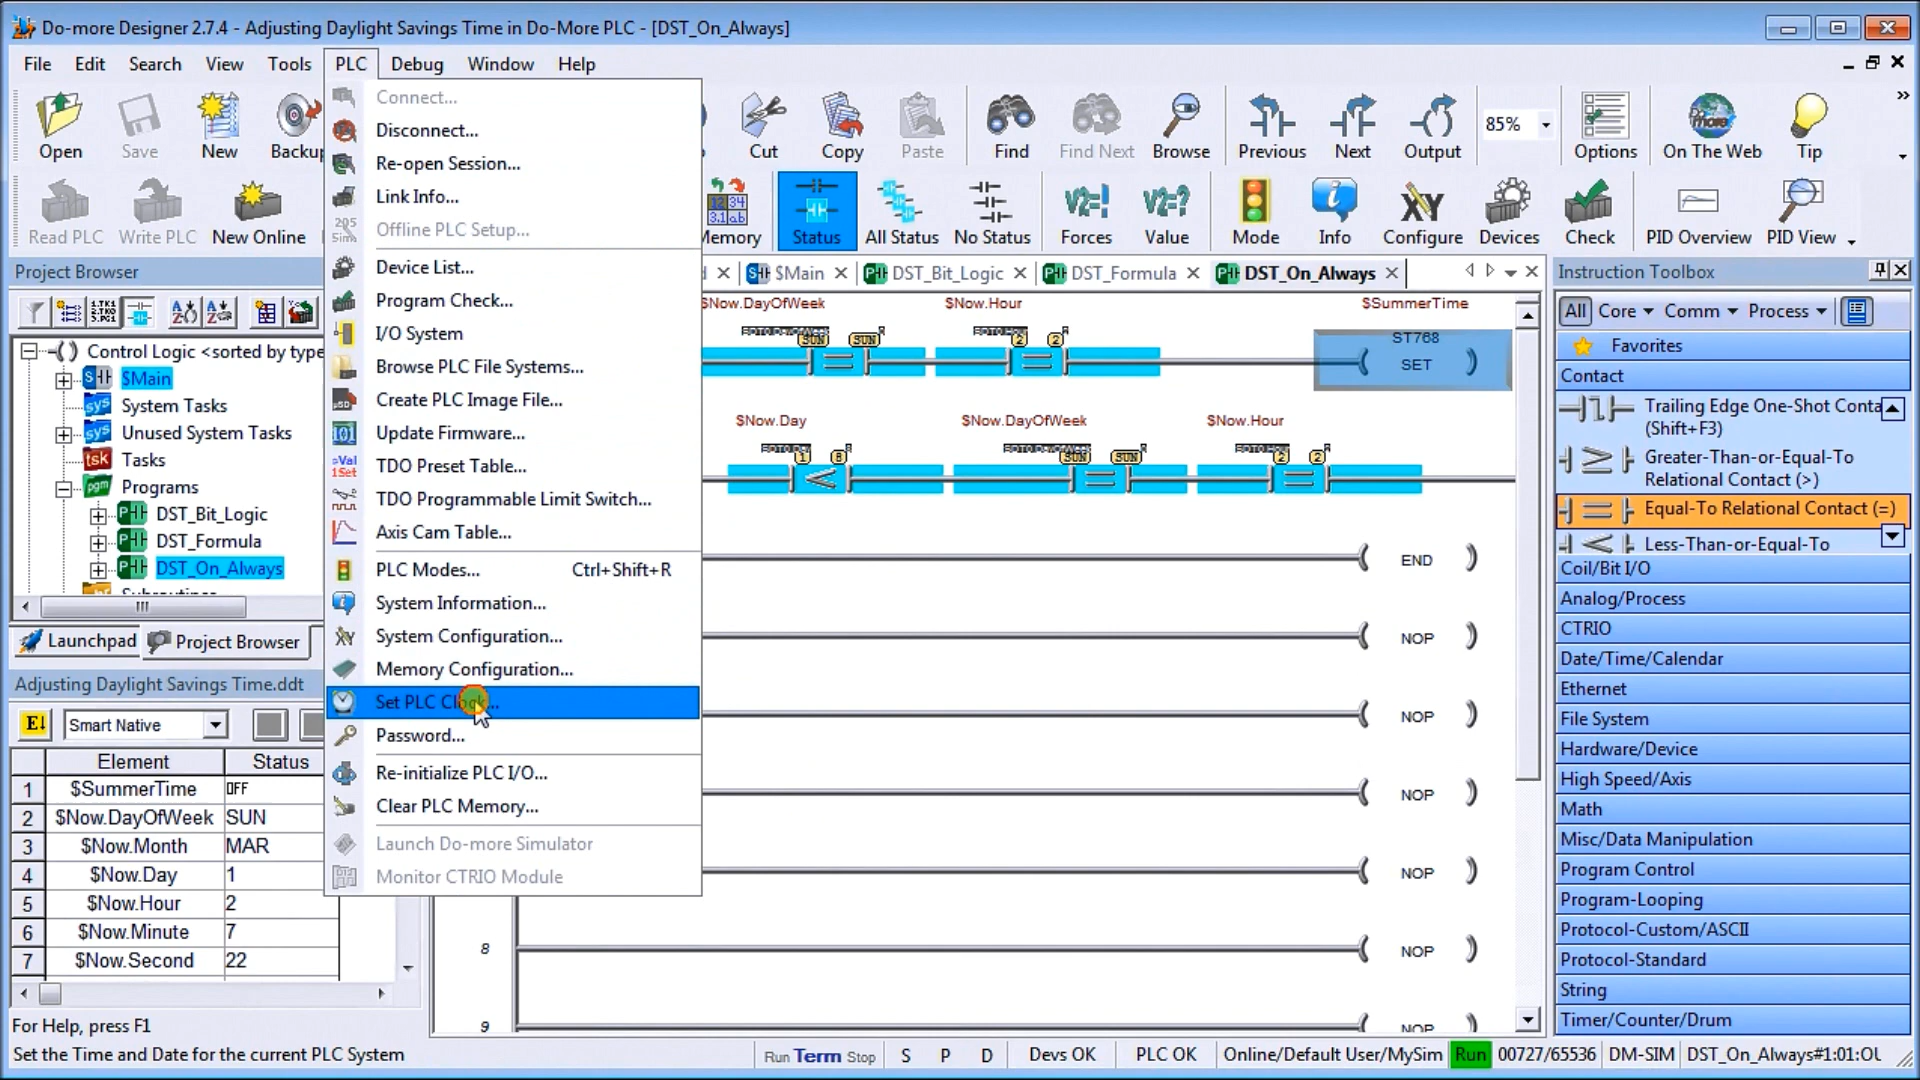 Do-more Designer 2.7.4 - Adjusting Daylight Savings Time in Do-More PLC - [DST_On_Always]
File Edit Search View Tools PLC Debug Window Help
Open Save New Backup
Cut Copy Paste Find Find Next Browse Previous Next Output 85% Options On The Web Tip
Read PLC Write PLC New Online
Memory Status All Status No Status Forces Value Mode Info Configure Devices Check PID Overview PID View
Connect...
Disconnect...
Re-open Session...
Link Info...
Offline PLC Setup...
Device List...
Program Check...
I/O System
Browse PLC File Systems...
Create PLC Image File...
Update Firmware...
TDO Preset Table...
TDO Programmable Limit Switch...
Axis Cam Table...
PLC Modes... Ctrl+Shift+R
System Information...
System Configuration...
Memory Configuration...
Set PLC Clock...
Password...
Re-initialize PLC I/O...
Clear PLC Memory...
Launch Do-more Simulator
Monitor CTRIO Module
Project Browser
Control Logic <sorted by type
$Main
System Tasks
Unused System Tasks
Tasks
Programs
DST_Bit_Logic
DST_Formula
DST_On_Always
Launchpad Project Browser
Adjusting Daylight Savings Time.ddt
Smart Native
Element Status
1 $SummerTime OFF
2 $Now.DayOfWeek SUN
3 $Now.Month MAR
4 $Now.Day 1
5 $Now.Hour 2
6 $Now.Minute 7
7 $Now.Second 22
$Main DST_Bit_Logic DST_Formula DST_On_Always
$Now.DayOfWeek $Now.Hour $SummerTime
SUN SUN 2 2 ST768
SET
$Now.Day $Now.DayOfWeek $Now.Hour
1 8 SUN SUN 2 2
END
NOP
NOP
NOP
NOP
8 NOP
9 NOP
Instruction Toolbox
All Core Comm Process
Favorites
Contact
Trailing Edge One-Shot Conta
(Shift+F3)
Greater-Than-or-Equal-To
Relational Contact (>)
Equal-To Relational Contact (=)
Less-Than-or-Equal-To
Coil/Bit I/O
Analog/Process
CTRIO
Date/Time/Calendar
Ethernet
File System
Hardware/Device
High Speed/Axis
Math
Misc/Data Manipulation
Program Control
Program-Looping
Protocol-Custom/ASCII
Protocol-Standard
String
Timer/Counter/Drum
For Help, press F1
Set the Time and Date for the current PLC System Run Term Stop S P D Devs OK PLC OK Online/Default User/MySim Run 00727/65536 DM-SIM DST_On_Always#1:01:OU